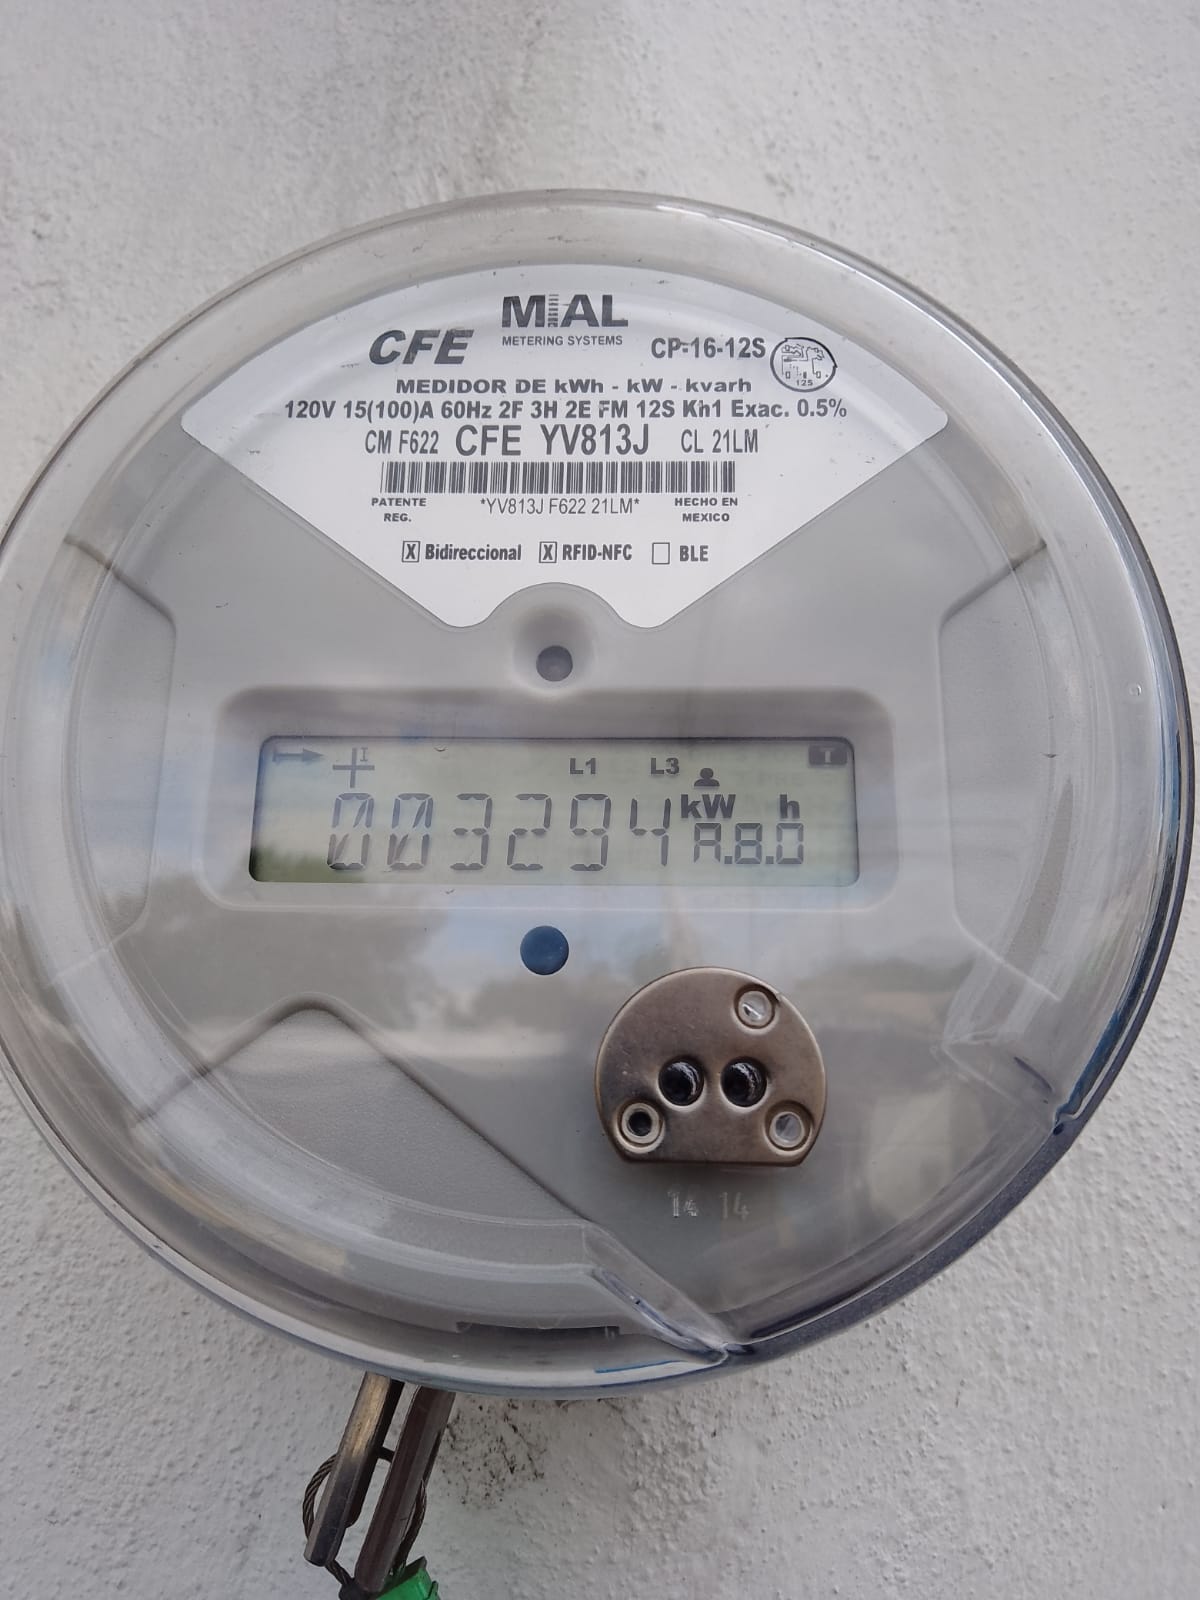 MIAL
METERING SYSTEMS
CFE
CP-16-12S
12S
MEDIDOR DE kWh - kW - kvarh
120V 15(100)A 60Hz 2F 3H 2E FM 12S Kh1 Exac. 0.5%
CM F622 CFE YV813J CL 21LM
PATENTE REG.
*YV813J F622 21LM*
HECHO EN MEXICO
[X] Bidireccional [X] RFID-NFC [ ] BLE
I L1 L3 T
003294 kW h
A.8.0
14 14